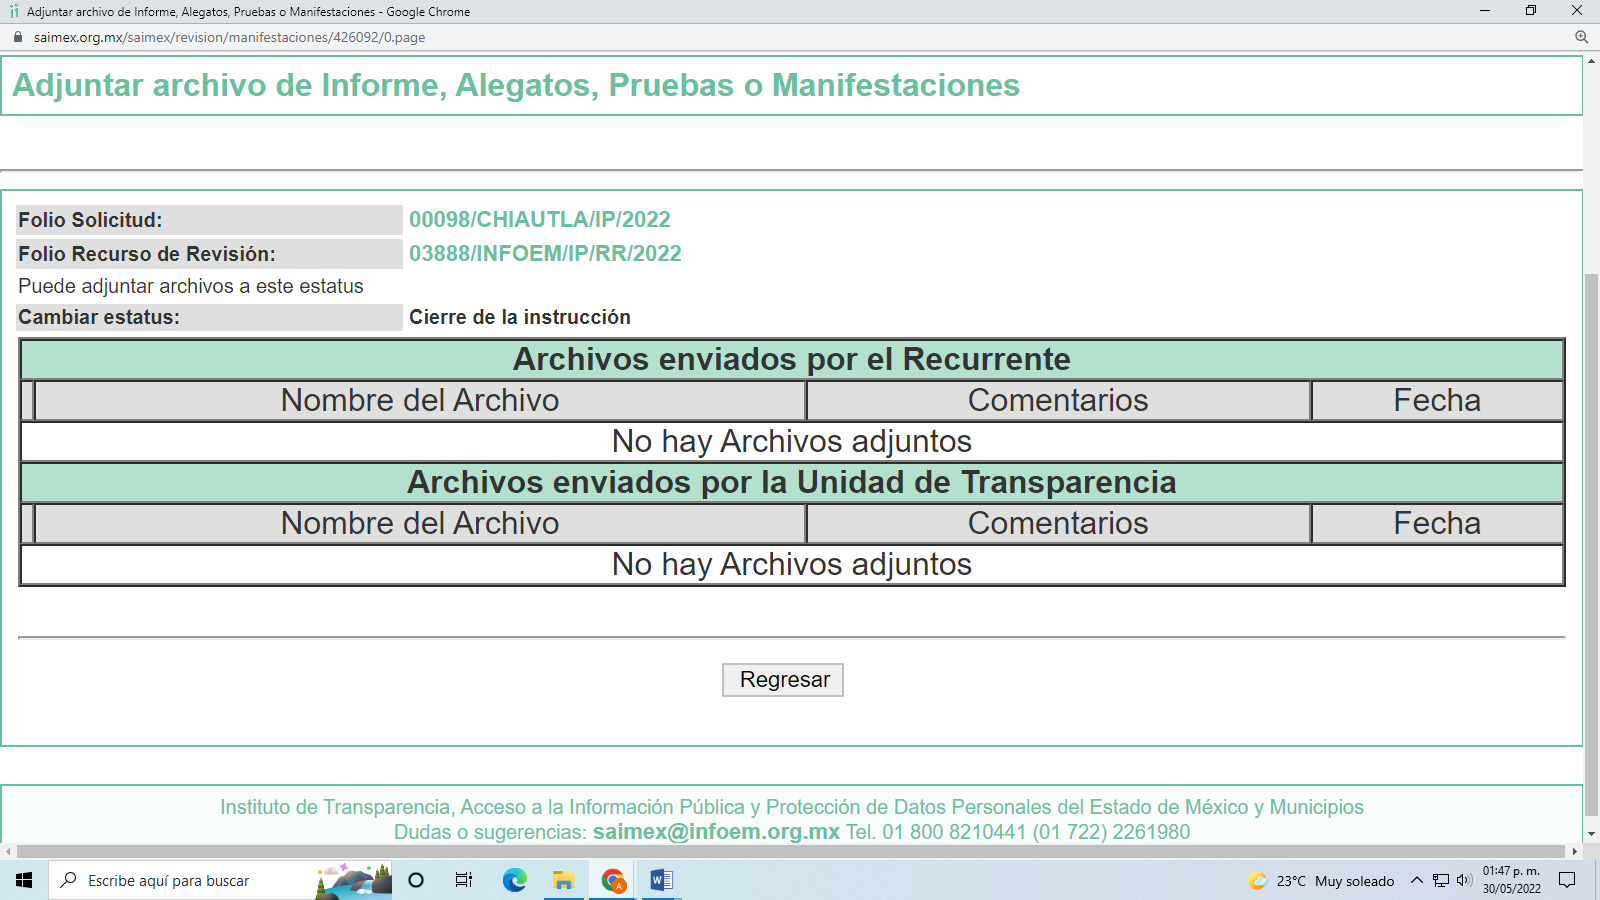 Adjuntar archivo de Informe, Alegatos, Pruebas o Manifestaciones - Google Chrome
saimex.org.mx/saimex/revision/manifestaciones/426092/0.page
Adjuntar archivo de Informe, Alegatos, Pruebas o Manifestaciones
Folio Solicitud: 00098/CHIAUTLA/IP/2022
Folio Recurso de Revisión: 03888/INFOEM/IP/RR/2022
Puede adjuntar archivos a este estatus
Cambiar estatus: Cierre de la instrucción
Archivos enviados por el Recurrente
Nombre del Archivo Comentarios Fecha
No hay Archivos adjuntos
Archivos enviados por la Unidad de Transparencia
Nombre del Archivo Comentarios Fecha
No hay Archivos adjuntos
Regresar
Instituto de Transparencia, Acceso a la Información Pública y Protección de Datos Personales del Estado de México y Municipios
Dudas o sugerencias: saimex@infoem.org.mx Tel. 01 800 8210441 (01 722) 2261980
Escribe aquí para buscar
A
W
23°C Muy soleado
01:47 p. m.
30/05/2022